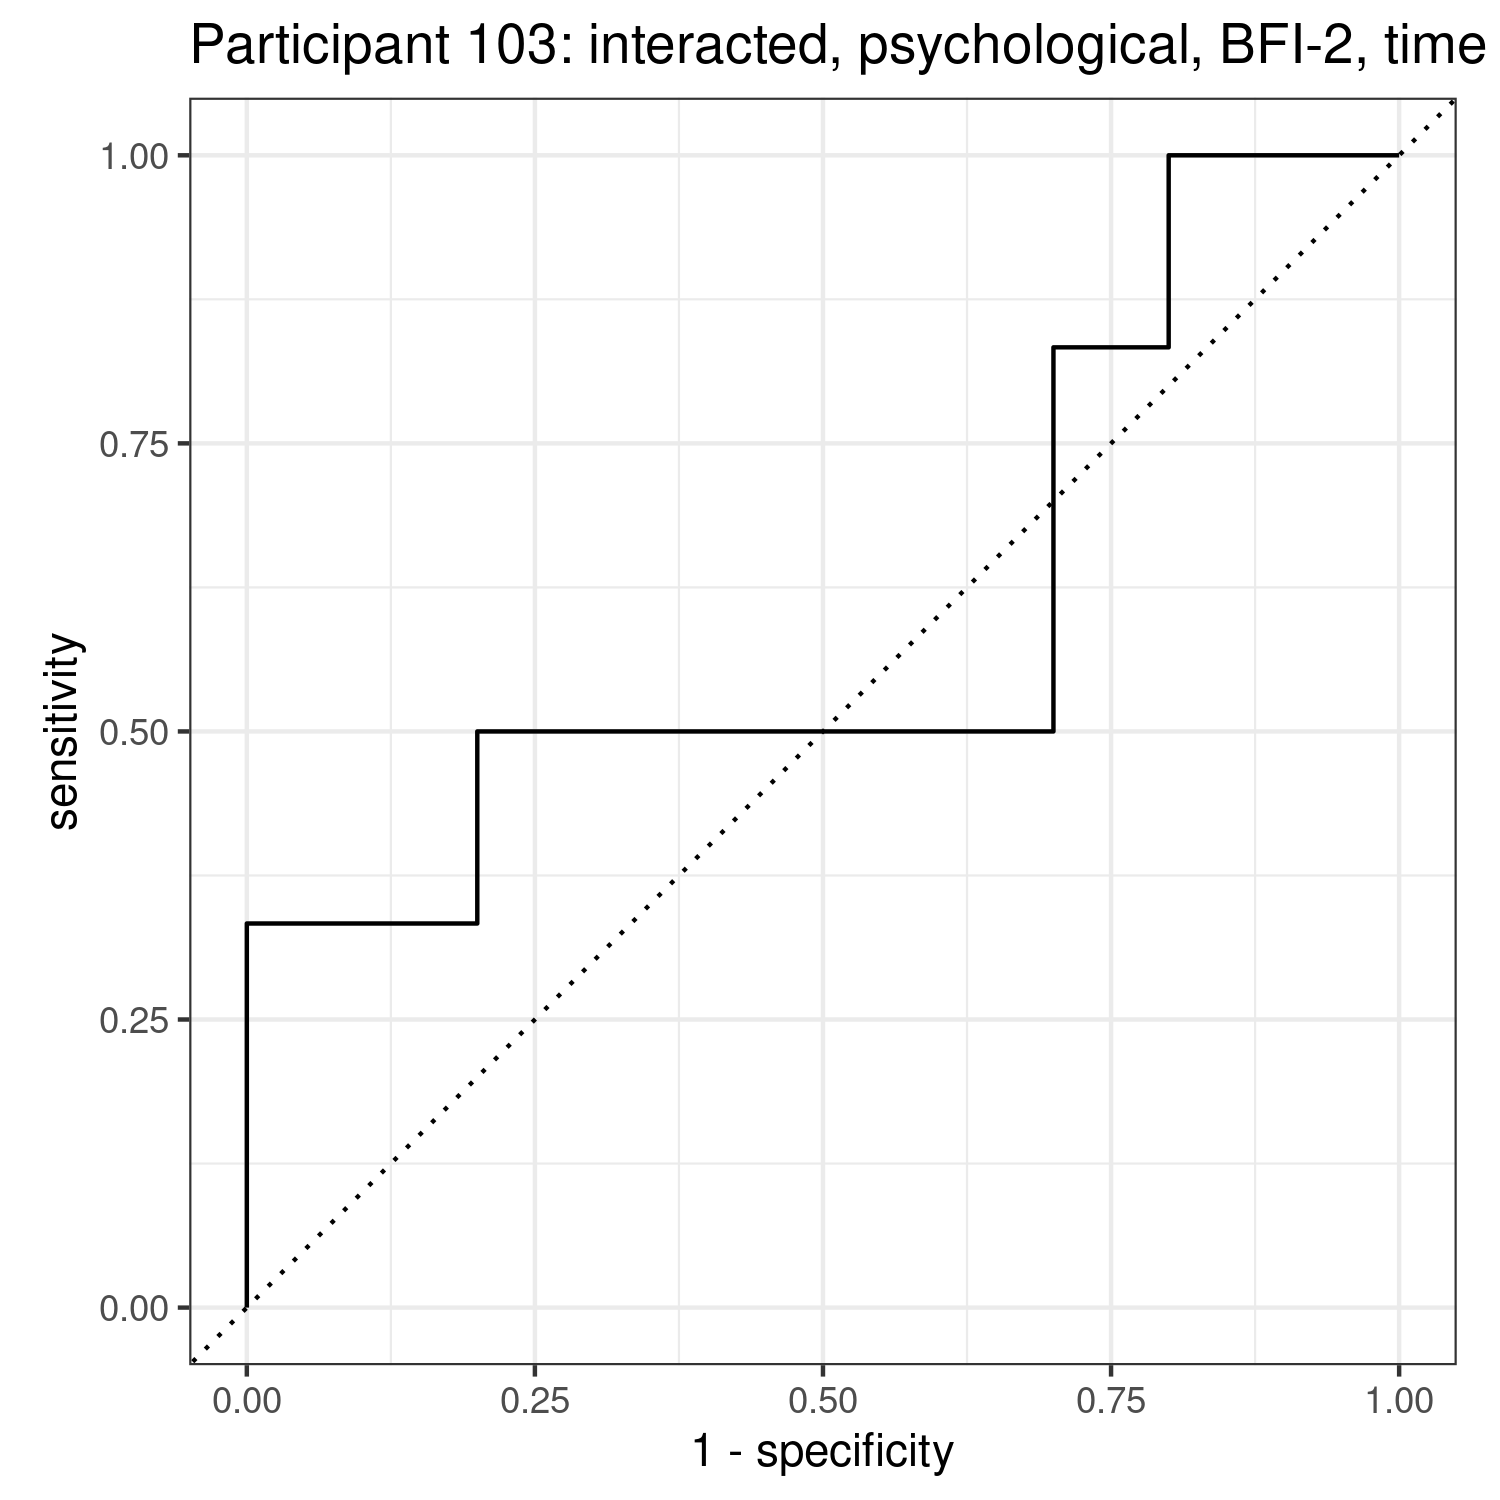 Participant 103: interacted, psychological, BFI-2, time
1.00
0.75
0.50
0.25
0.00
sensitivity
0.00 0.25 0.50 0.75 1.00
1 - specificity